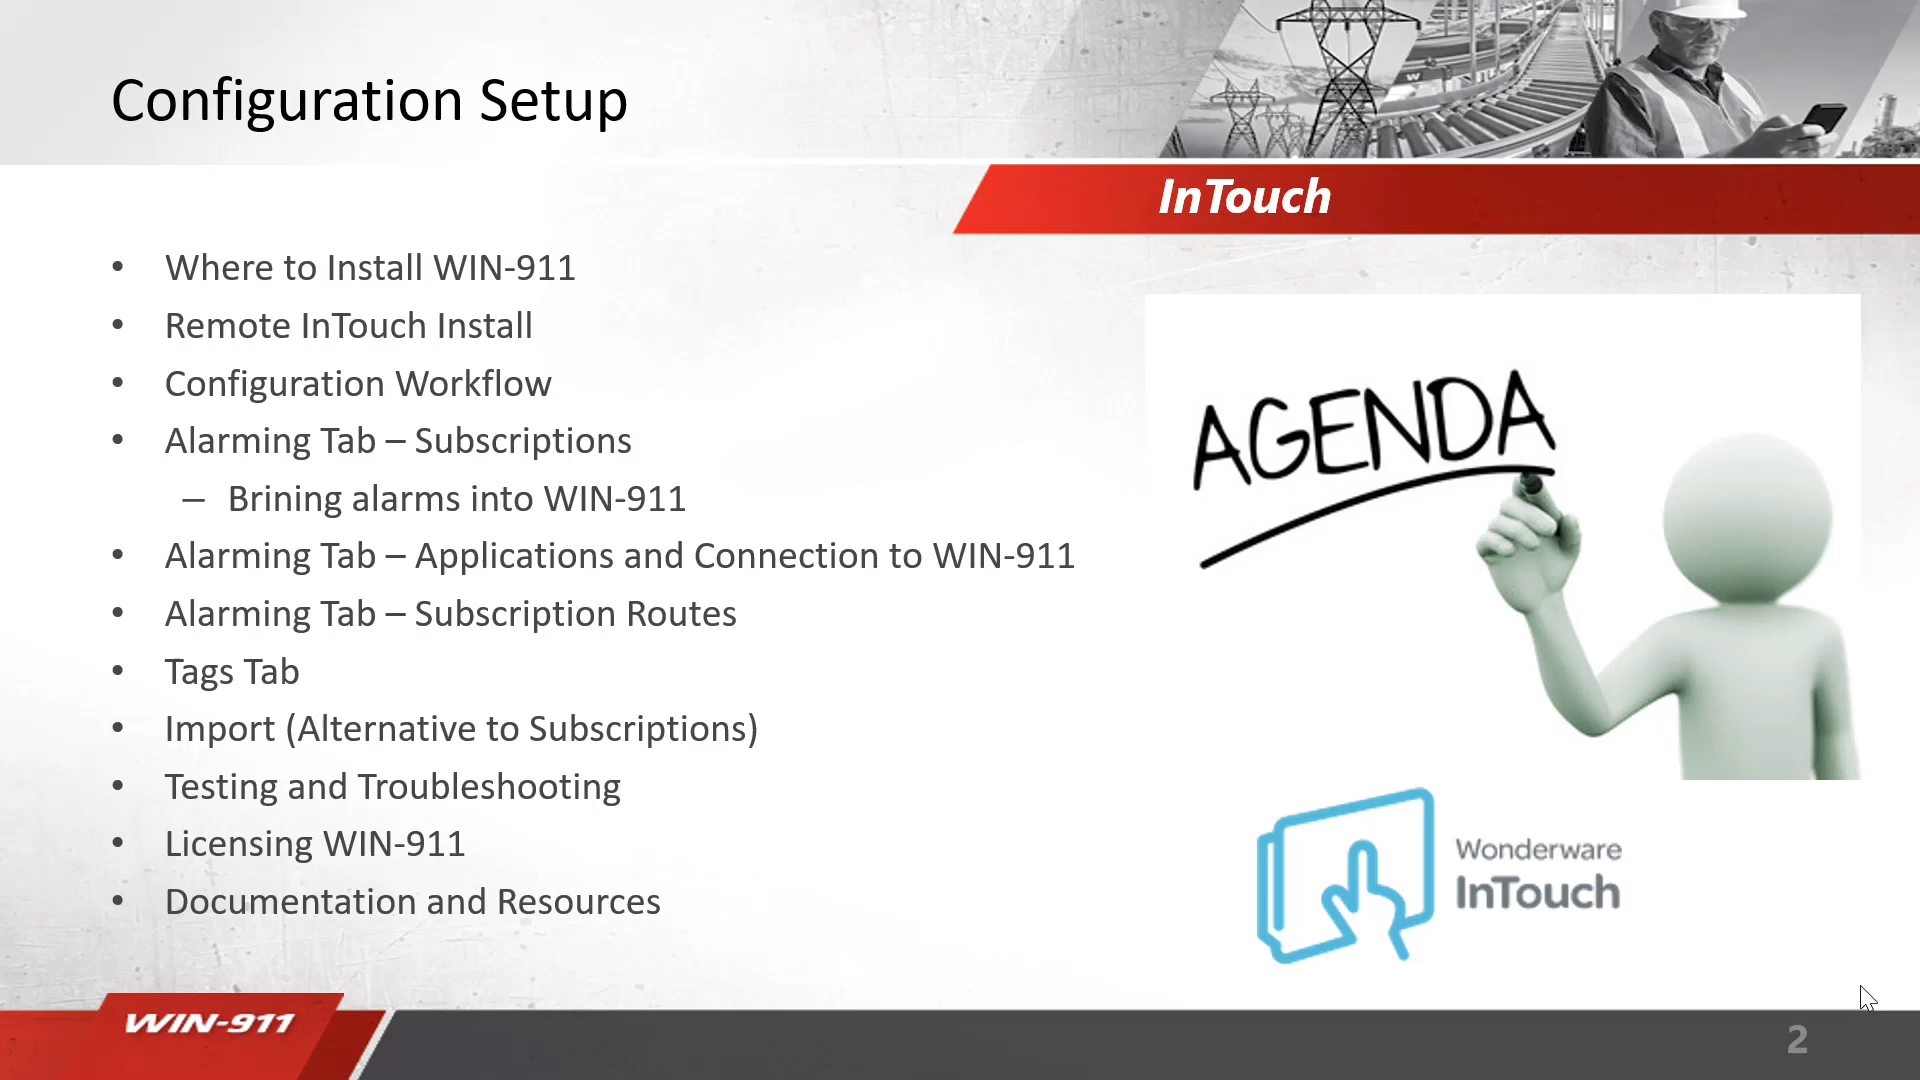 Configuration Setup
InTouch
• Where to Install WIN-911
• Remote InTouch Install
• Configuration Workflow
• Alarming Tab – Subscriptions
– Brining alarms into WIN-911
• Alarming Tab – Applications and Connection to WIN-911
• Alarming Tab – Subscription Routes
• Tags Tab
• Import (Alternative to Subscriptions)
• Testing and Troubleshooting
• Licensing WIN-911
• Documentation and Resources
AGENDA
Wonderware
InTouch
WIN-911
2